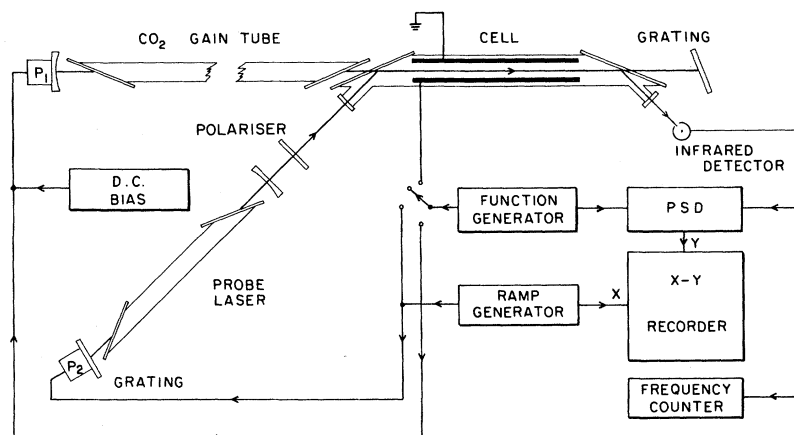 CO2 GAIN TUBE
CELL
GRATING
P1
POLARISER
INFRARED
DETECTOR
D.C.
BIAS
FUNCTION
GENERATOR
PSD
Y
PROBE
LASER
RAMP
GENERATOR
X
X-Y
RECORDER
P2
GRATING
FREQUENCY
COUNTER